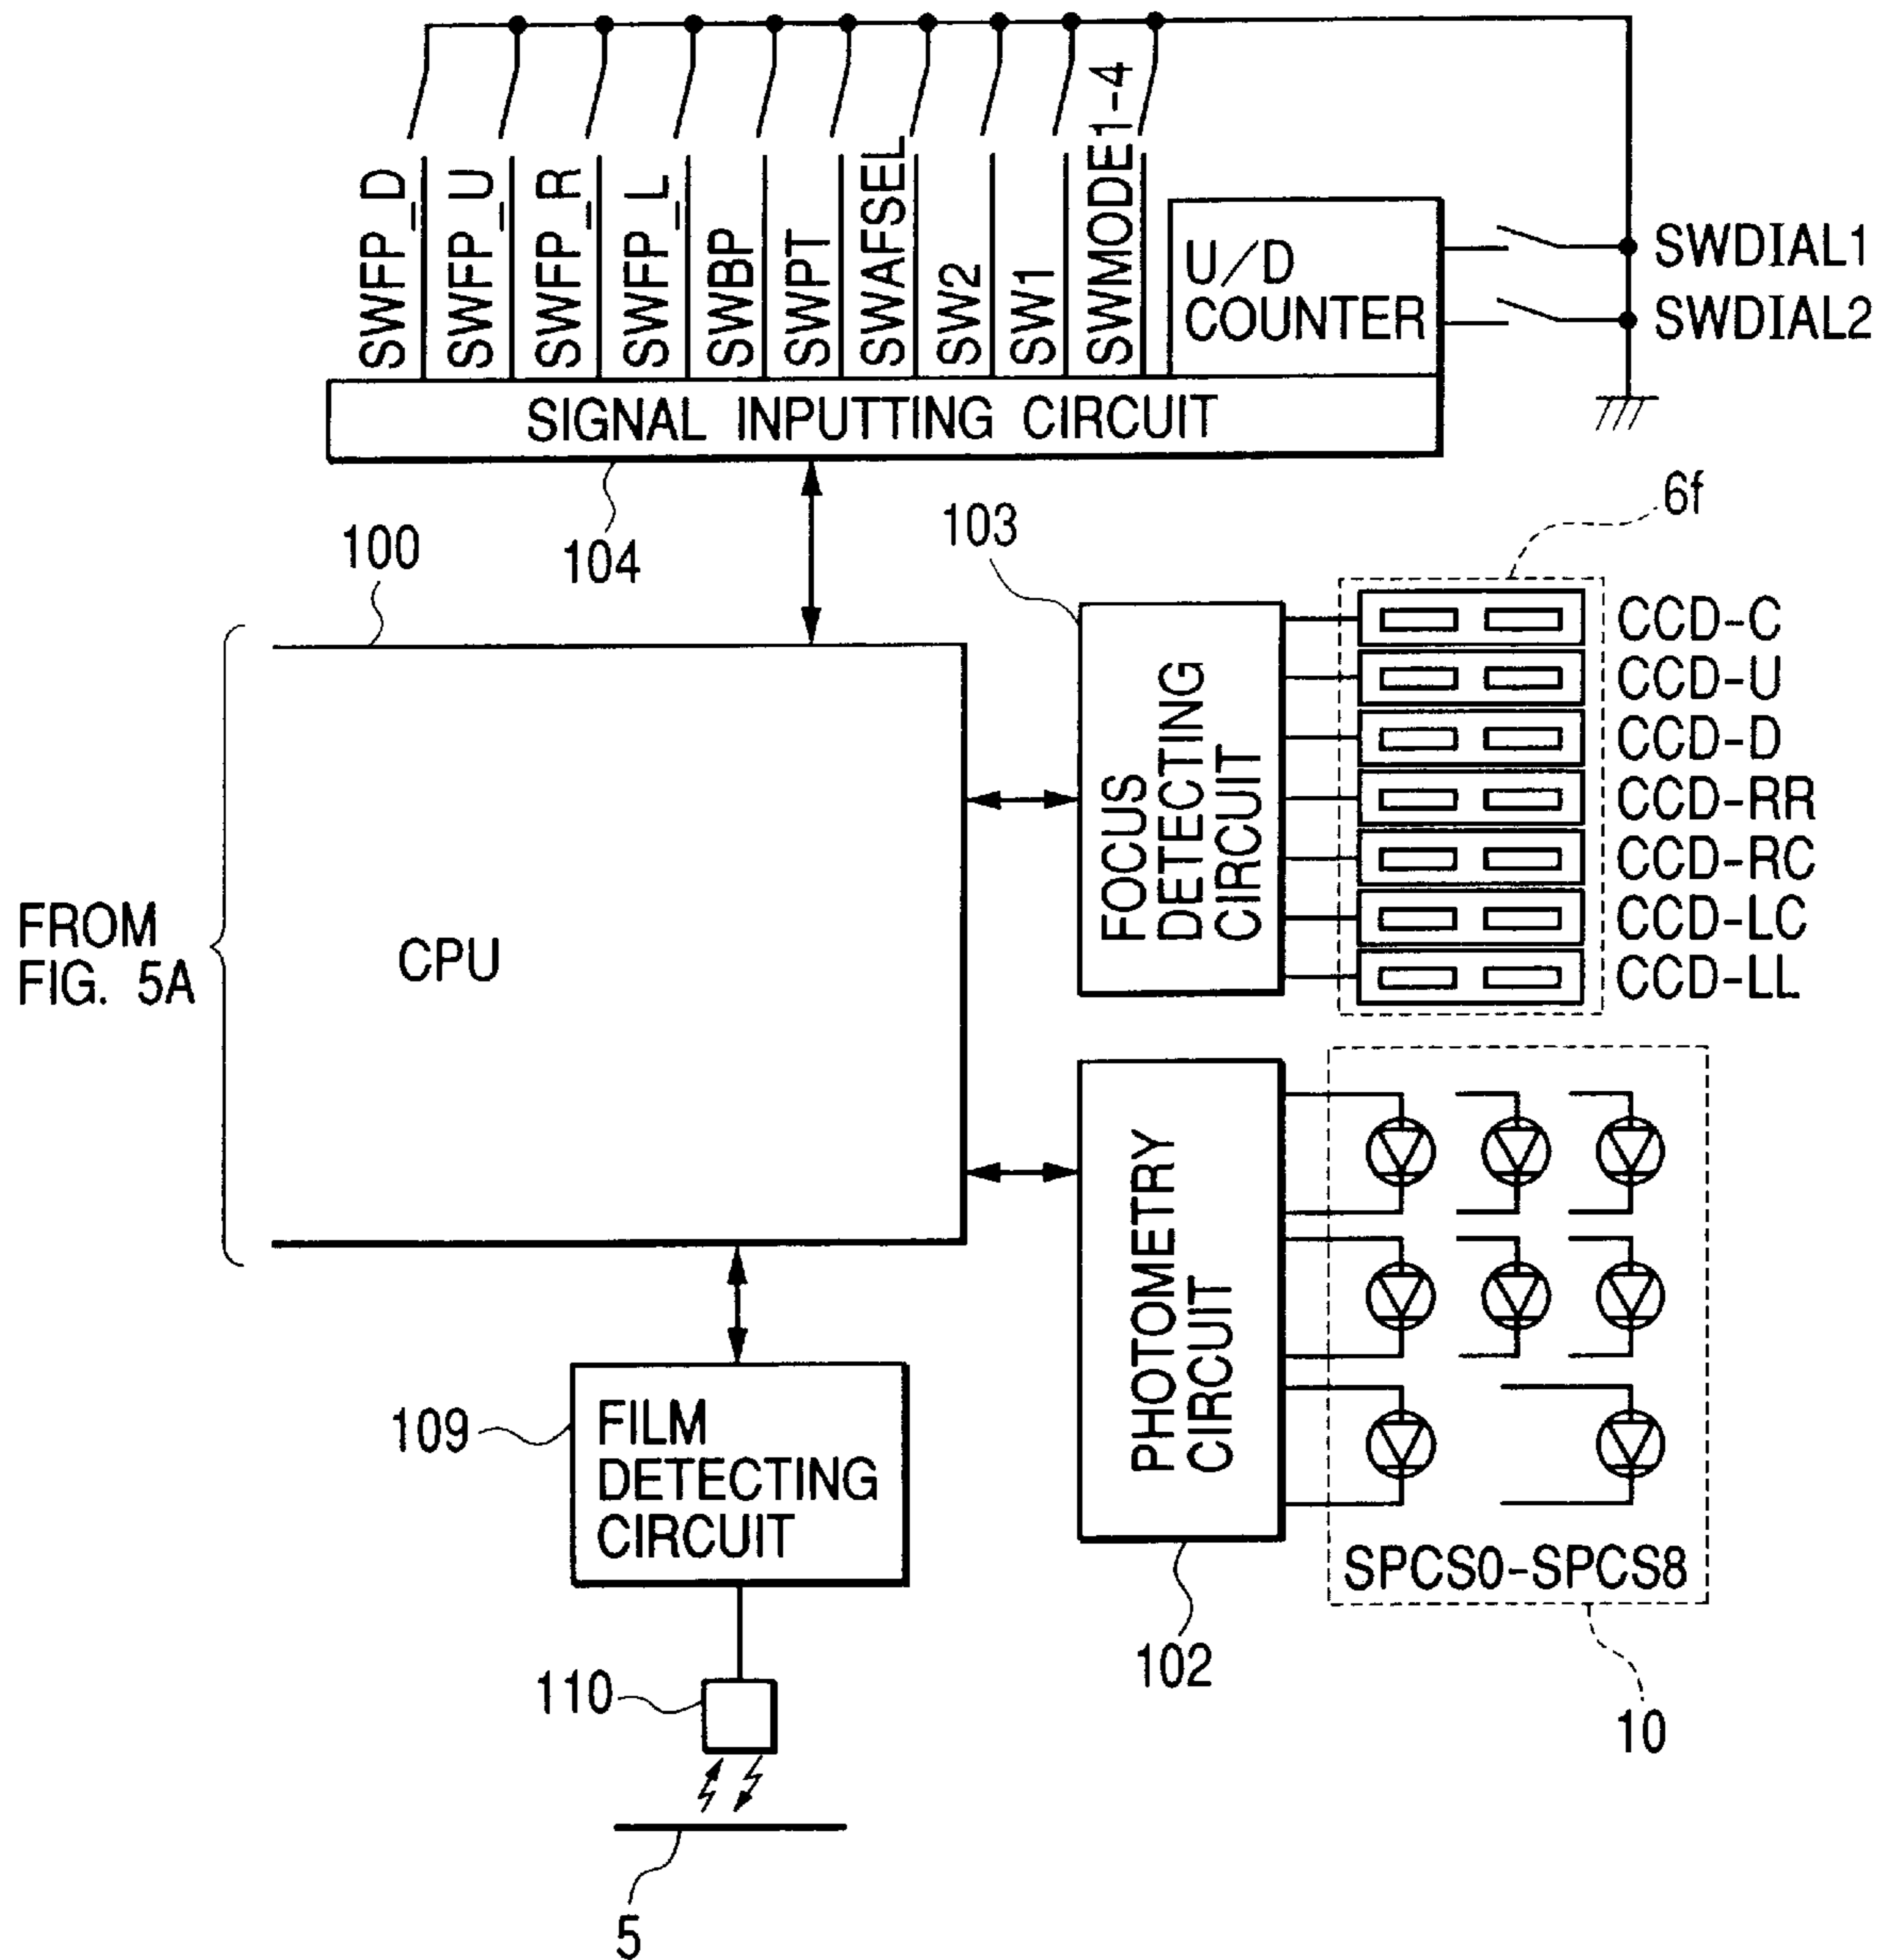 SWFP_D
SWFP_U
SWFP_R
SWFP_L
SWBP
SWPT
SWAFSEL
SW2
SW1
SWMODE1-4
U/D
COUNTER
SWDIAL1
SWDIAL2
SIGNAL INPUTTING CIRCUIT
104
100
103
6f
FROM
FIG. 5A
CPU
FOCUS
DETECTING
CIRCUIT
CCD-C
CCD-U
CCD-D
CCD-RR
CCD-RC
CCD-LC
CCD-LL
PHOTOMETRY
CIRCUIT
SPCS0-SPCS8
102
10
109
FILM
DETECTING
CIRCUIT
110
5